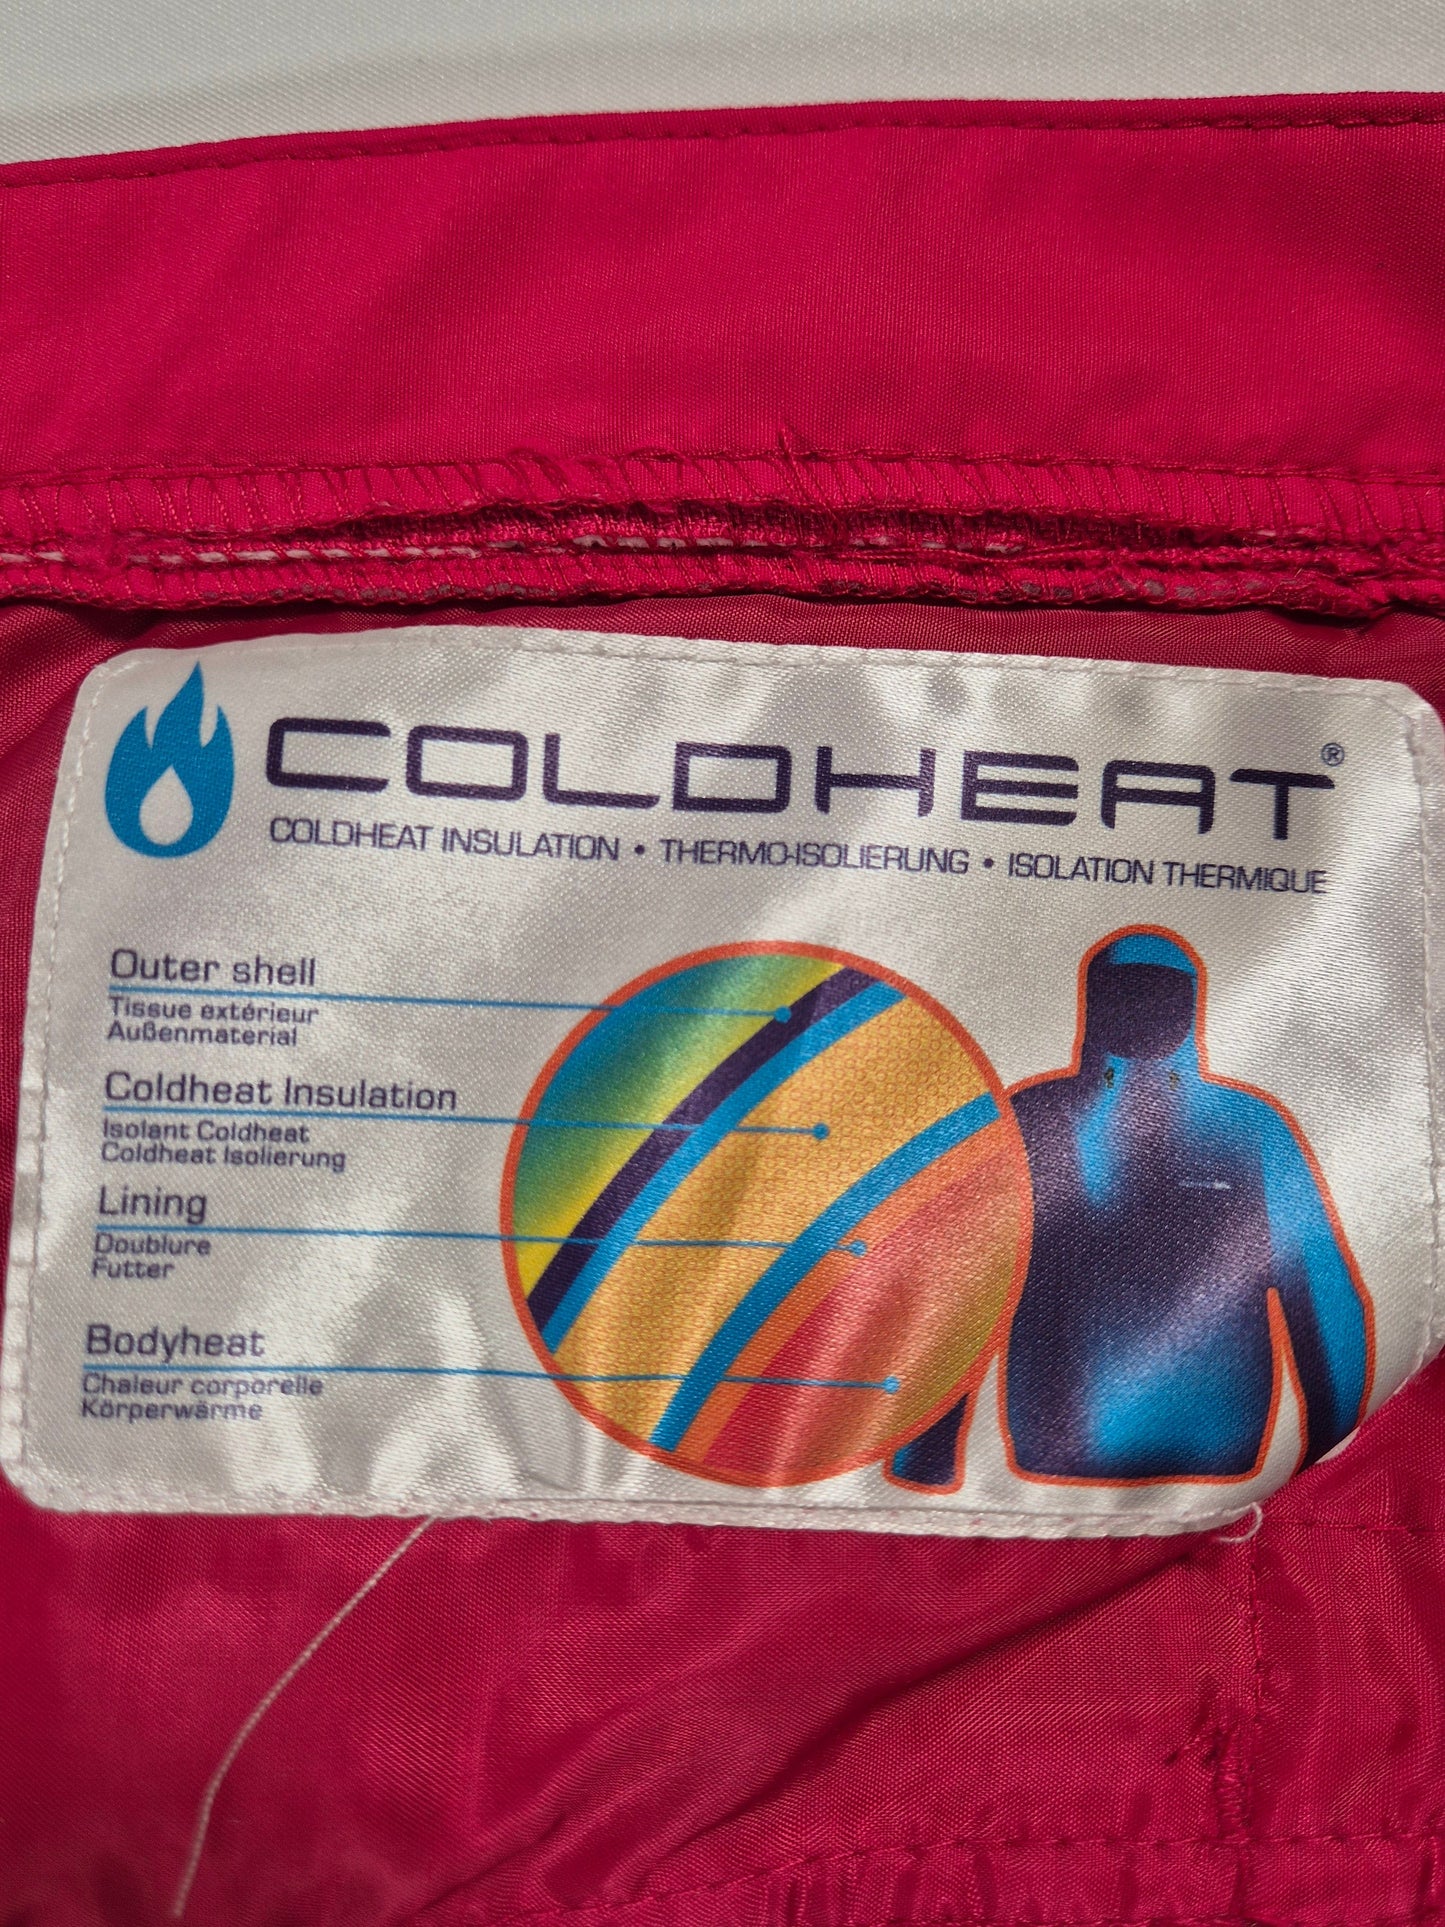 COLDHEAT®
COLDHEAT INSULATION • THERMO-ISOLIERUNG • ISOLATION THERMIQUE
Outer shell
Tissue extérieur
Außenmaterial
Coldheat Insulation
Isolant Coldheat
Coldheat Isolierung
Lining
Doublure
Futter
Bodyheat
Chaleur corporelle
Körperwärme